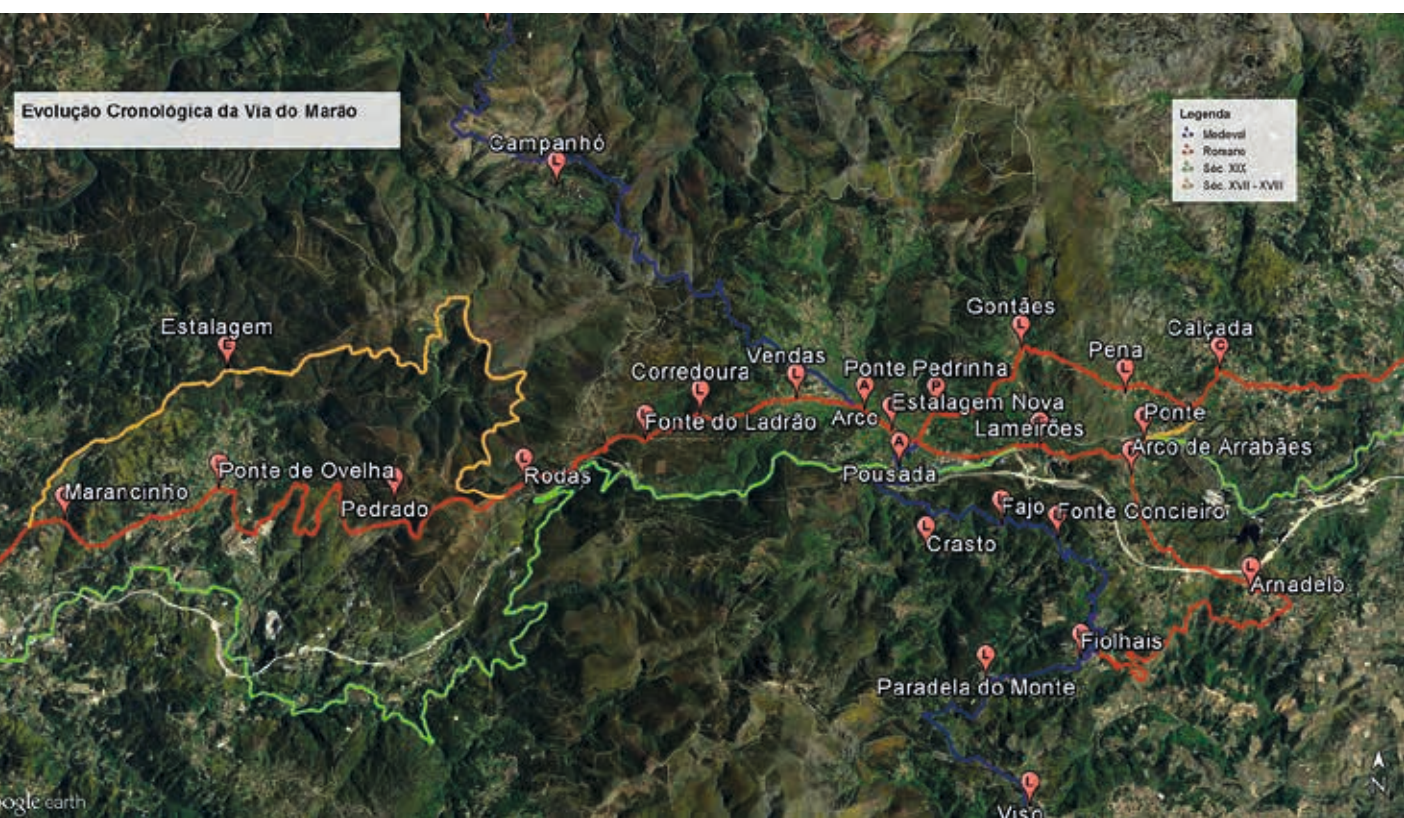 Evolução Cronológica da Via do Marão
Legenda
Medeval
Romano
Séc. XIX
Séc. XVII - XVIII
Campanhó
Estalagem
Gontães
Calçada
Pena
Vendas
Ponte Pedrinha
Corredoura
Estalagem Nova
Arco
Ponte
Fonte do Ladrão
Lameirões
Arco de Arrabães
Ponte de Ovelha
Rodas
Pousada
Marancinho
Pedrado
Fajo
Fonte Concieiro
Crasto
Arnadelo
Fiolhais
Paradela do Monte
Viso
ogle earth
N